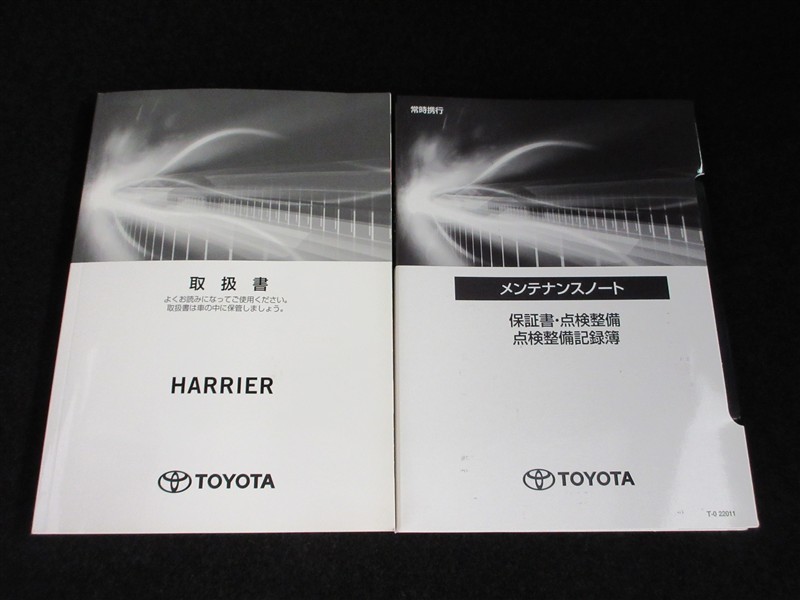 取扱書
よくお読みになってご使用ください。
取扱書は車の中に保管しましょう。
HARRIER
TOYOTA
常時携行
メンテナンスノート
保証書・点検整備
点検整備記録簿
TOYOTA
T-0 22011